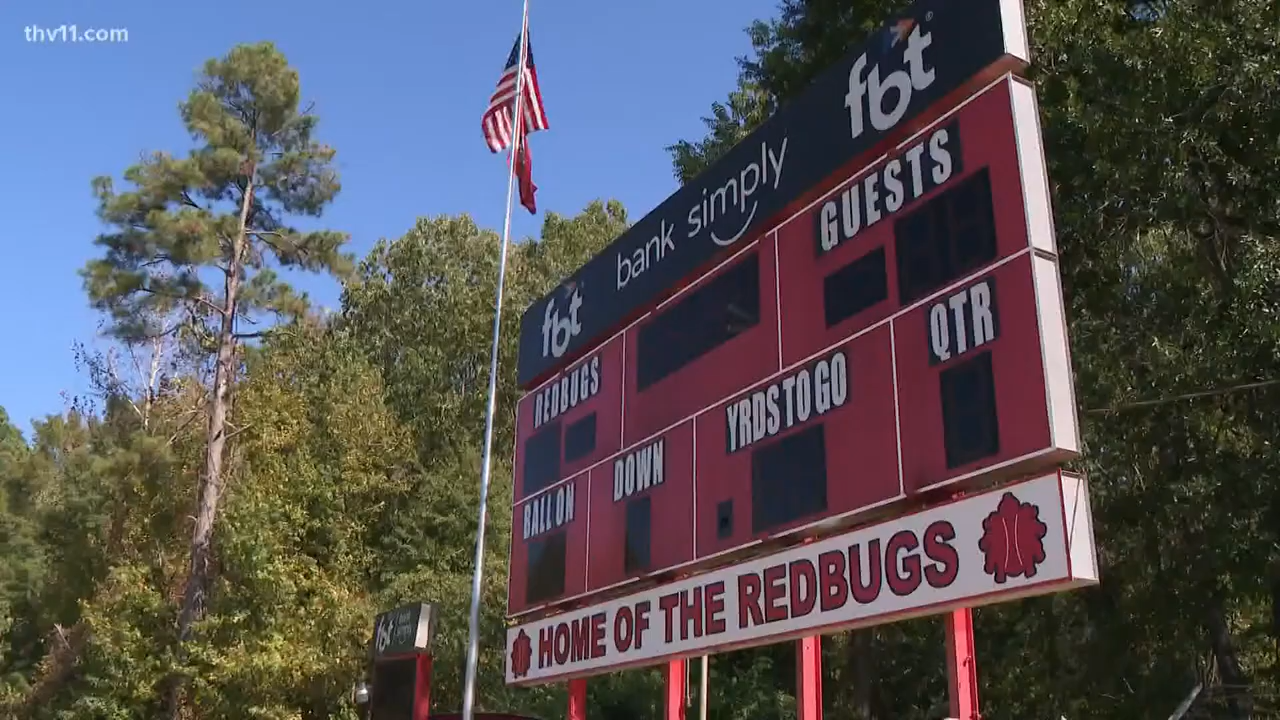 thv11.com
fbt bank simply fbt®
REDBUGS
GUESTS
BALL ON
DOWN
YRDS TO GO
QTR
HOME OF THE REDBUGS
fbt